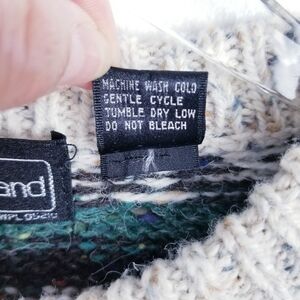 MACHINE WASH COLD
GENTLE CYCLE
TUMBLE DRY LOW
DO NOT BLEACH
and